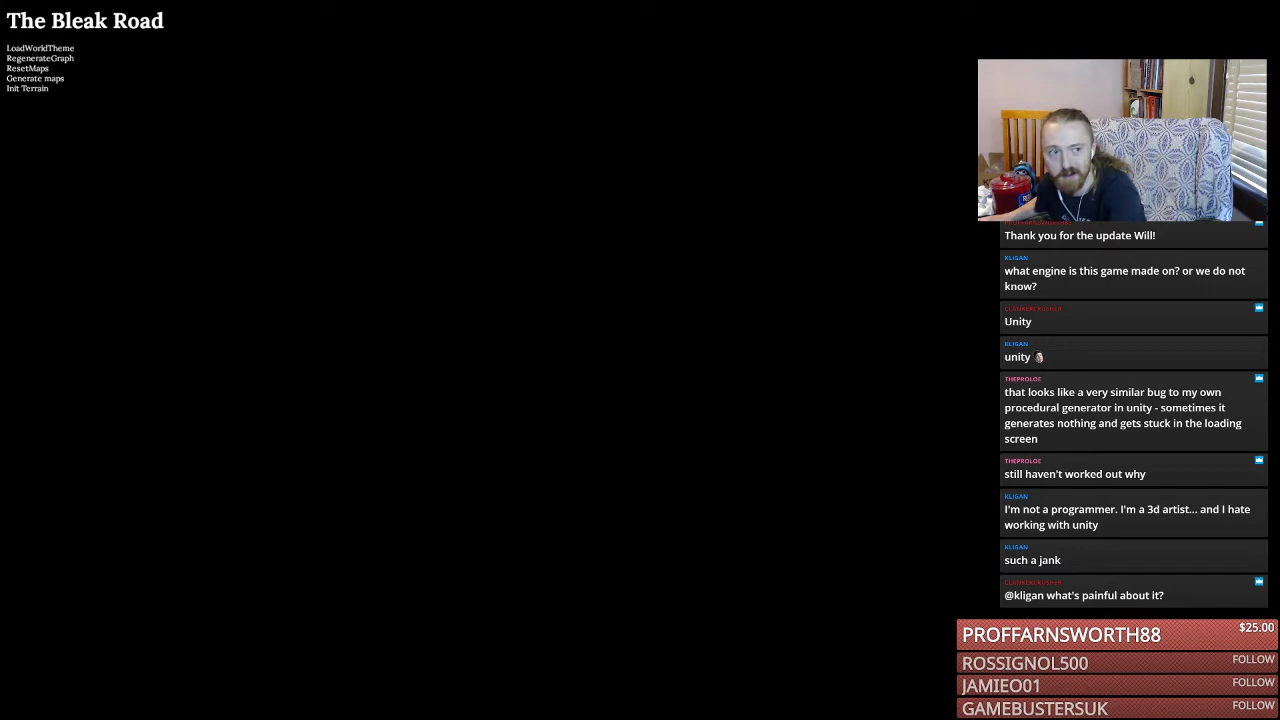 The Bleak Road
LoadWorldTheme
RegenerateGraph
ResetMaps
Generate maps
Init Terrain
Thank you for the update Will!
KLIGAN
what engine is this game made on? or we do not
know?
CLANKERCRUSHER
Unity
KLIGAN
unity
THEPROLOE
that looks like a very similar bug to my own
procedural generator in unity - sometimes it
generates nothing and gets stuck in the loading
screen
THEPROLOE
still haven't worked out why
KLIGAN
I'm not a programmer. I'm a 3d artist... and I hate
working with unity
KLIGAN
such a jank
CLANKERCRUSHER
@kligan what's painful about it?
PROFFARNSWORTH88 $25.00
ROSSIGNOL500 FOLLOW
JAMIEO01 FOLLOW
GAMEBUSTERSUK FOLLOW